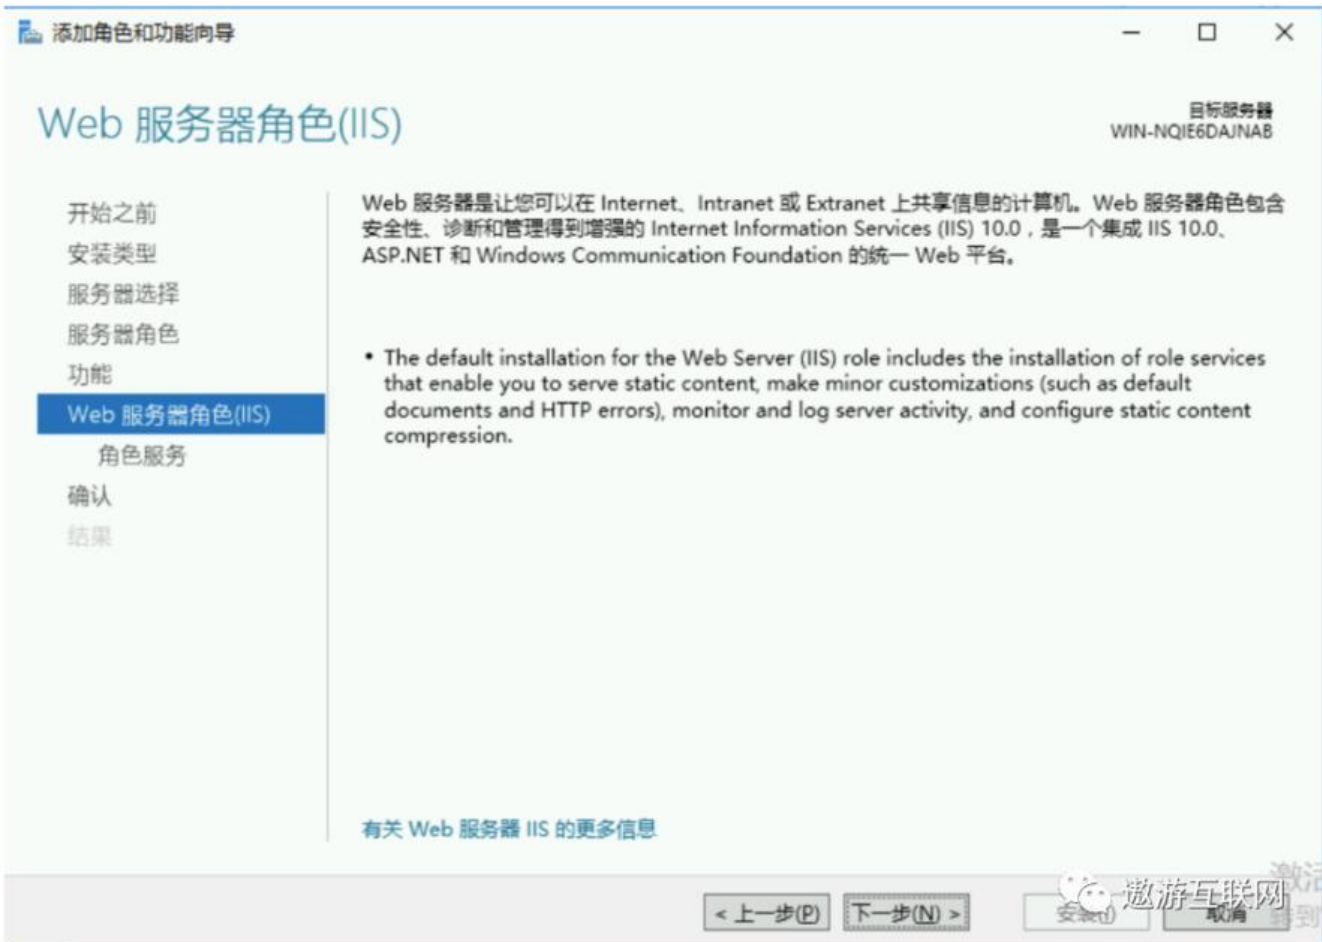 添加角色和功能向导
Web 服务器角色(IIS)
目标服务器
WIN-NQIE6DAJNAB
开始之前
安装类型
服务器选择
服务器角色
功能
Web 服务器角色(IIS)
角色服务
确认
结果
Web 服务器是让您可以在 Internet、Intranet 或 Extranet 上共享信息的计算机。Web 服务器角色包含
安全性、诊断和管理得到增强的 Internet Information Services (IIS) 10.0，是一个集成 IIS 10.0、
ASP.NET 和 Windows Communication Foundation 的统一 Web 平台。
• The default installation for the Web Server (IIS) role includes the installation of role services
that enable you to serve static content, make minor customizations (such as default
documents and HTTP errors), monitor and log server activity, and configure static content
compression.
有关 Web 服务器 IIS 的更多信息
< 上一步(P)
下一步(N) >
安装(I)
取消
遨游互联网
激活
转到